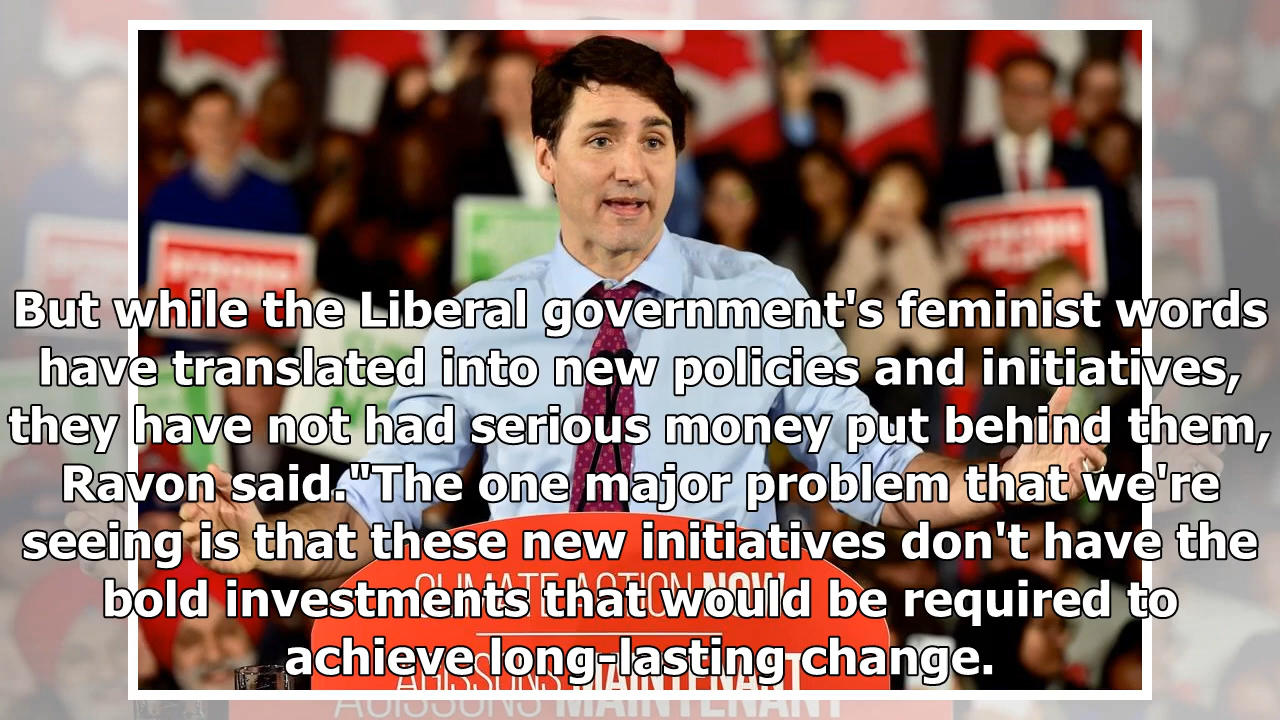 But while the Liberal government's feminist words
have translated into new policies and initiatives,
they have not had serious money put behind them,
Ravon said."The one major problem that we're
seeing is that these new initiatives don't have the
bold investments that would be required to
achieve long-lasting change.
CLIMATE ACTION NOW
AGISSONS MAINTENANT